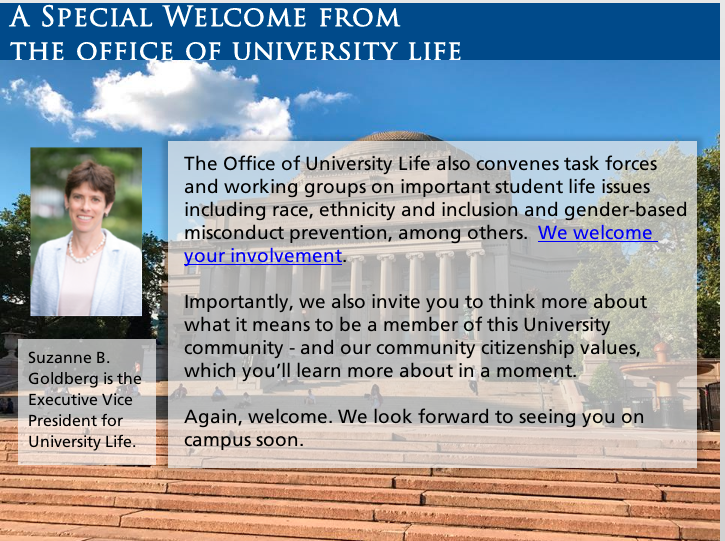 A Special Welcome from
the office of university life
The Office of University Life also convenes task forces
and working groups on important student life issues
including race, ethnicity and inclusion and gender-based
misconduct prevention, among others.  We welcome
your involvement.
Importantly, we also invite you to think more about
what it means to be a member of this University
community - and our community citizenship values,
which you’ll learn more about in a moment.
Again, welcome. We look forward to seeing you on
campus soon.
Suzanne B.
Goldberg is the
Executive Vice
President for
University Life.